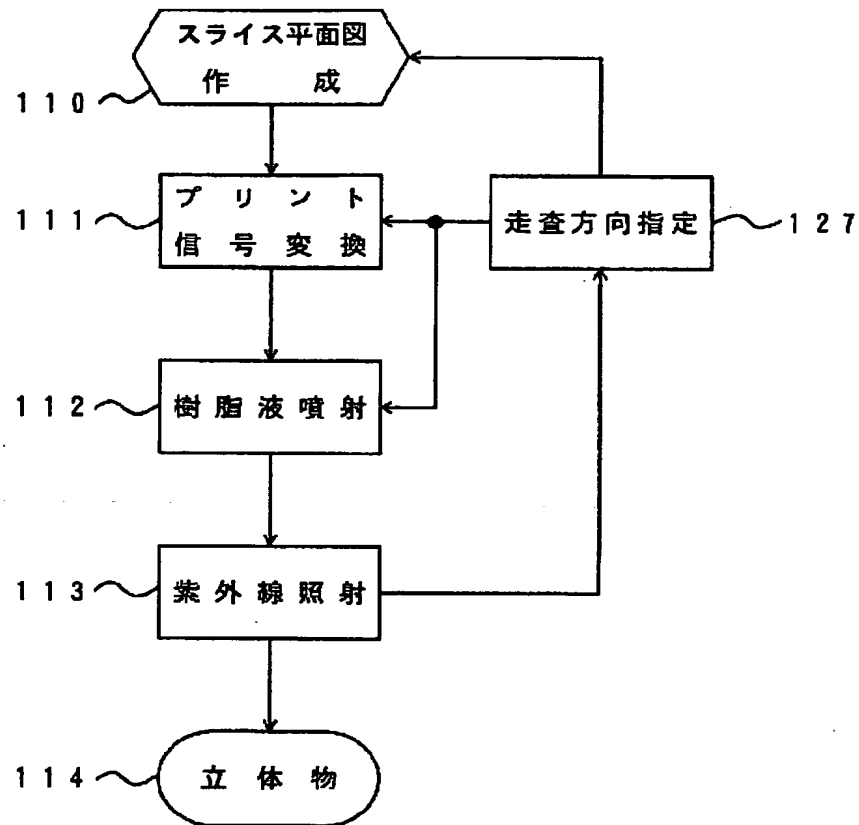 スライス平面図
作成
110
プリント
信号変換
111
走査方向指定
127
樹脂液噴射
112
紫外線照射
113
立体物
114